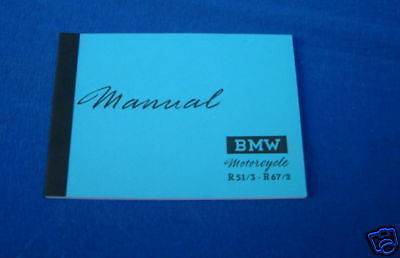 Manual
BMW
Motorcycle
R 51/3 - R 67/2